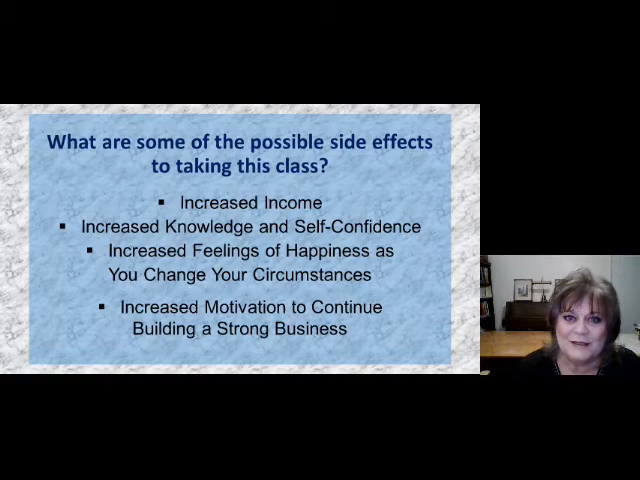 What are some of the possible side effects
to taking this class?
▪ Increased Income
▪ Increased Knowledge and Self-Confidence
▪ Increased Feelings of Happiness as
You Change Your Circumstances
▪ Increased Motivation to Continue
Building a Strong Business